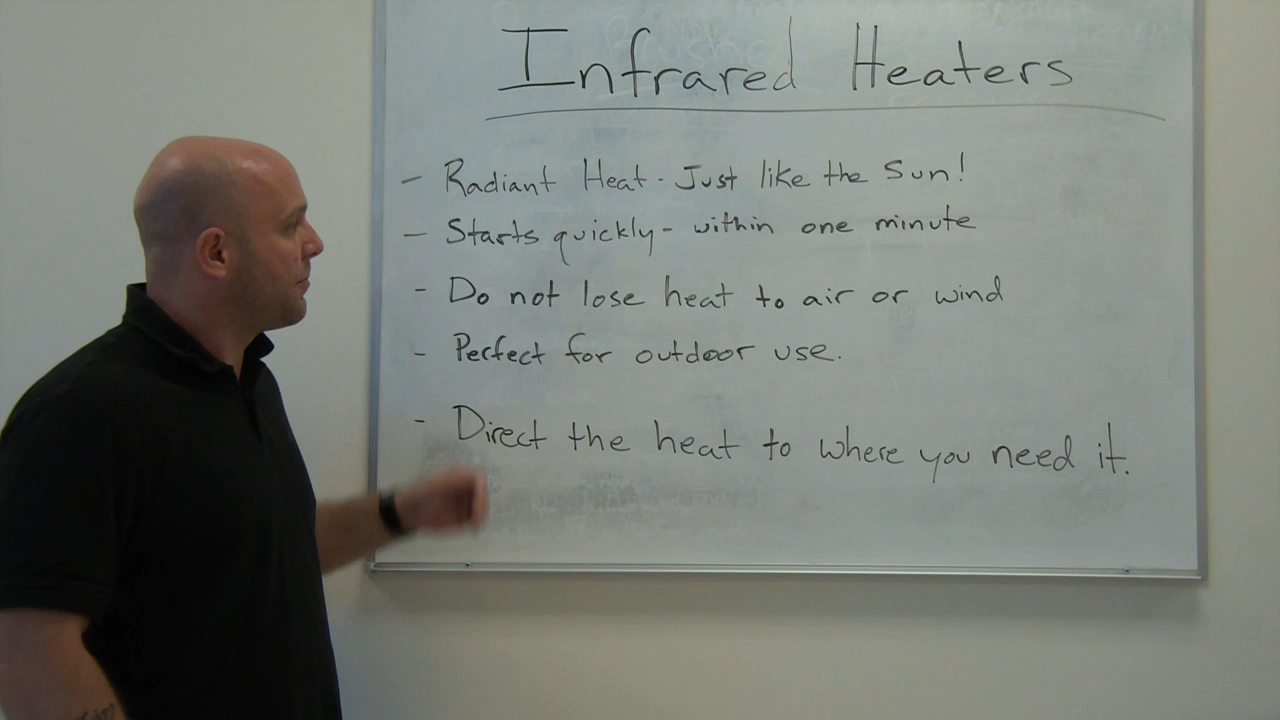 Infrared Heaters
- Radiant Heat - Just like the Sun!
- Starts quickly - within one minute
- Do not lose heat to air or wind
- Perfect for outdoor use.
- Direct the heat to where you need it.